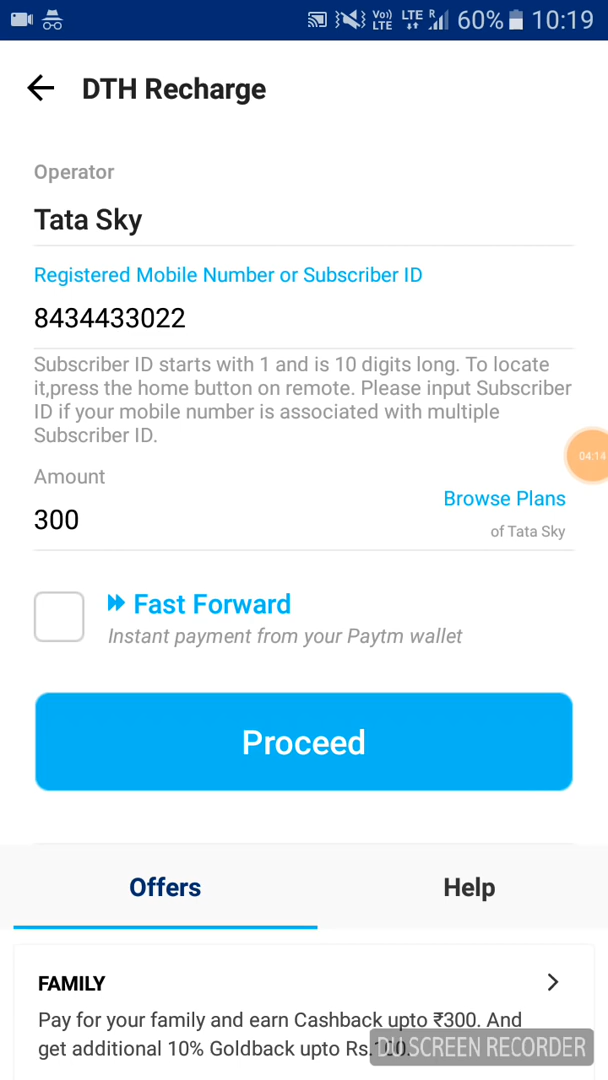 Vo) LTE LTE R 60% 10:19
DTH Recharge
Operator
Tata Sky
Registered Mobile Number or Subscriber ID
8434433022
Subscriber ID starts with 1 and is 10 digits long. To locate
it,press the home button on remote. Please input Subscriber
ID if your mobile number is associated with multiple
Subscriber ID.
04:14
Amount
Browse Plans
300
of Tata Sky
Fast Forward
Instant payment from your Paytm wallet
Proceed
Offers Help
FAMILY
Pay for your family and earn Cashback upto ₹300. And
get additional 10% Goldback upto Rs.100.
DU SCREEN RECORDER